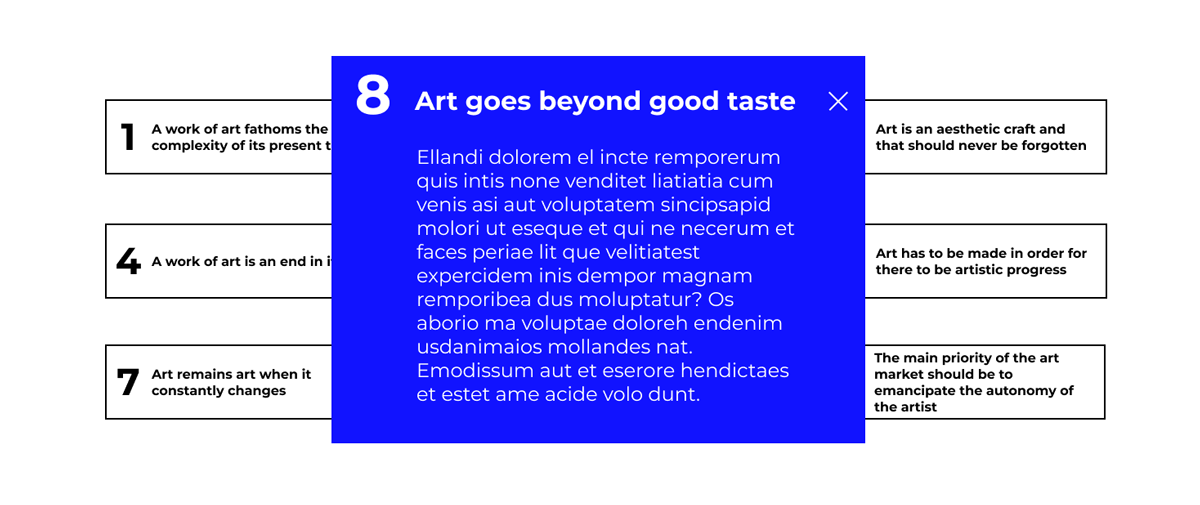 8
Art goes beyond good taste
Ellandi dolorem el incte remporerum
quis intis none venditet liatiatia cum
venis asi aut voluptatem sincipsapid
molori ut eseque et qui ne necerum et
faces periae lit que velitiatest
expercidem inis dempor magnam
remporibea dus moluptatur? Os
aborio ma voluptae doloreh endenim
usdanimaios mollandes nat.
Emodissum aut et eserore hendictaes
et estet ame acide volo dunt.
1
A work of art fathoms the
complexity of its present
Art is an aesthetic craft and
that should never be forgotten
4
A work of art is an end in
Art has to be made in order for
there to be artistic progress
7
Art remains art when it
constantly changes
The main priority of the art
market should be to
emancipate the autonomy of
the artist